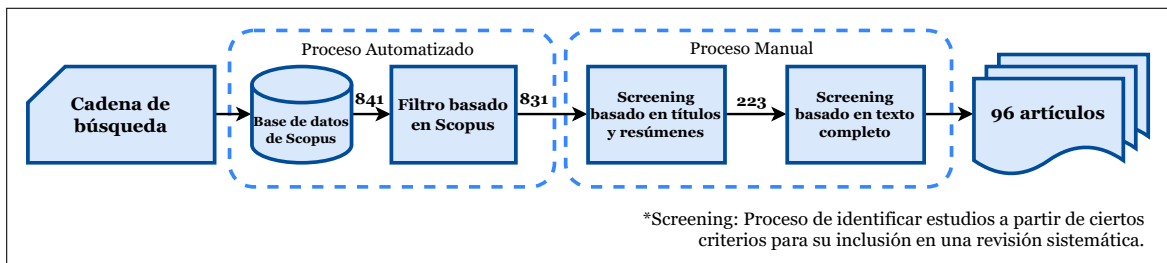 Proceso Automatizado
Proceso Manual
Cadena de
búsqueda
Base de datos
de Scopus
841
Filtro basado
en Scopus
831
Screening
basado en títulos
y resúmenes
223
Screening
basado en texto
completo
96 artículos
*Screening: Proceso de identificar estudios a partir de ciertos
criterios para su inclusión en una revisión sistemática.